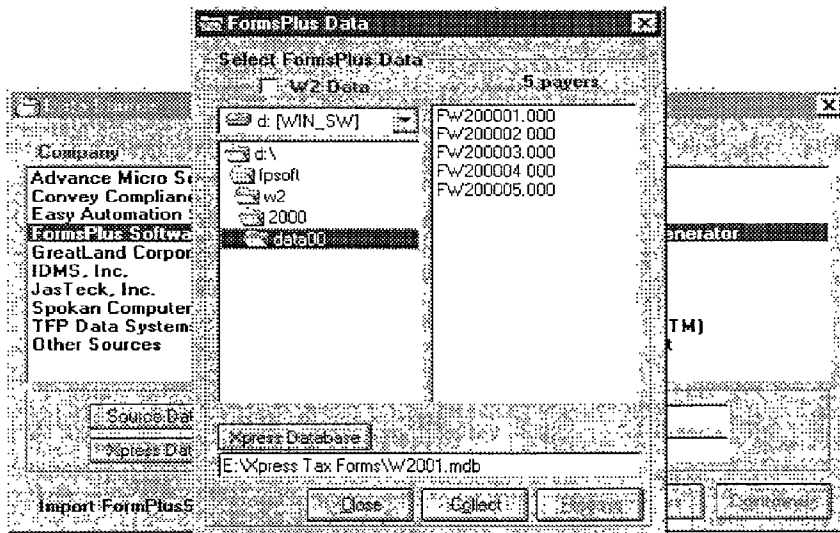 FormsPlus Data
Select FormsPlus Data
W2 Data
5 payers
d: [WIN_SW]
d:\
fpsoft
w2
2000
data00
FW200001.000
FW200002 000
FW200003.000
FW200004 000
FW200005.000
Xpress Database
E:\Xpress Tax Forms\W2001.mdb
Close
Collect
Company
Advance Micro S
Convey Complian
Easy Automation
FormsPlus Softwa
GreatLand Corpor
IDMS, Inc.
JasTeck, Inc.
Spokan Computer
TFP Data System
Other Sources
enerator
TM)
Source Dat
Xpress Dat
Import FormPlusS